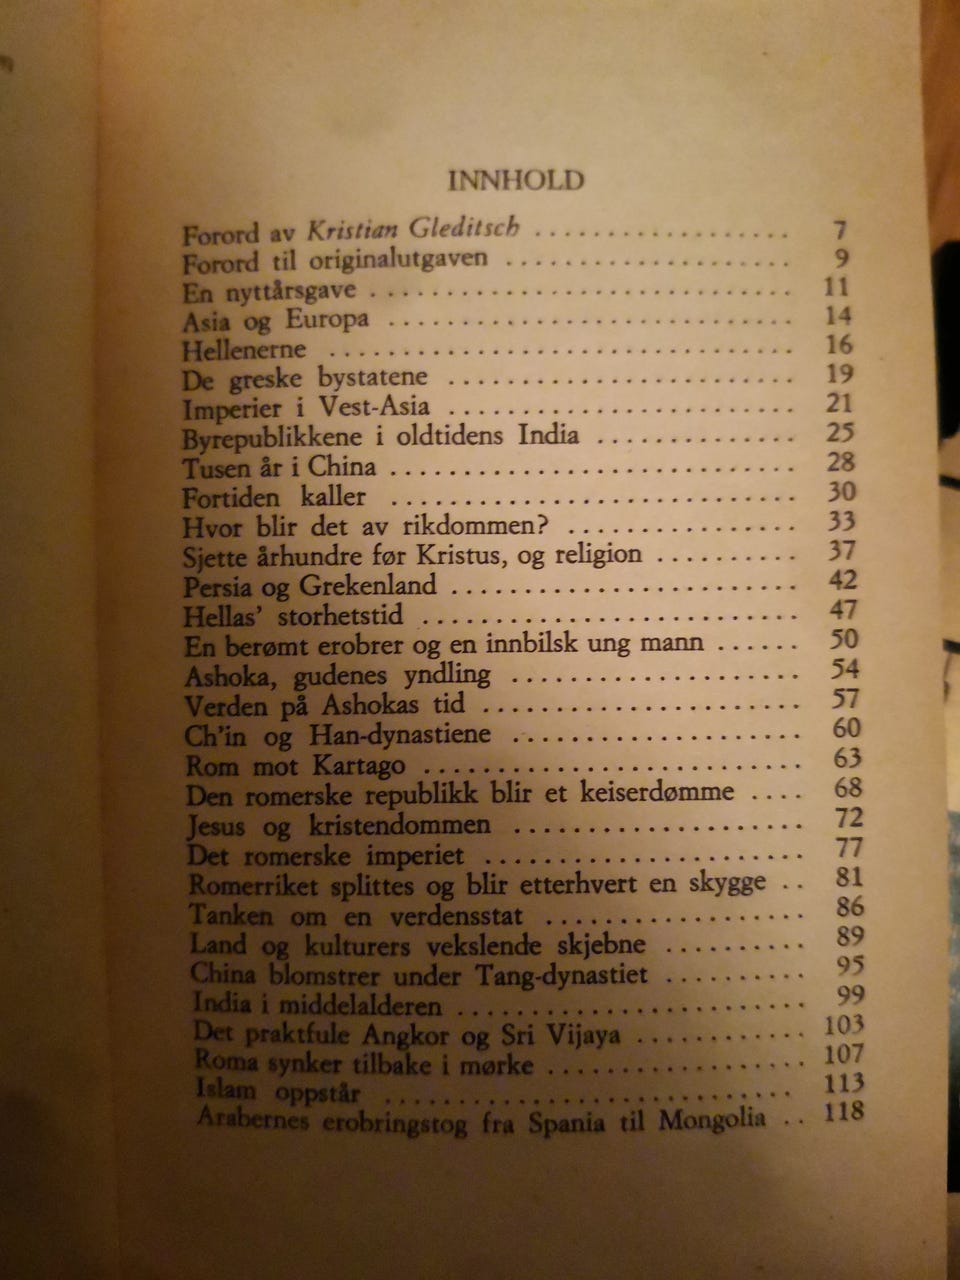 INNHOLD
Forord av Kristian Gleditsch .................. 7
Forord til originalutgaven .................... 9
En nyttårsgave ............................. 11
Asia og Europa ............................ 14
Hellenerne ................................ 16
De greske bystatene ........................ 19
Imperier i Vest-Asia ........................ 21
Byrepublikkene i oldtidens India .............. 25
Tusen år i China ............................ 28
Fortiden kaller ............................ 30
Hvor blir det av rikdommen? ................ 33
Sjette århundre før Kristus, og religion .......... 37
Persia og Grekenland ........................ 42
Hellas' storhetstid .......................... 47
En berømt erobrer og en innbilsk ung mann ...... 50
Ashoka, gudenes yndling .................... 54
Verden på Ashokas tid ...................... 57
Ch'in og Han-dynastiene .................... 60
Rom mot Kartago .......................... 63
Den romerske republikk blir et keiserdømme .... 68
Jesus og kristendommen .................... 72
Det romerske imperiet ...................... 77
Romerriket splittes og blir etterhvert en skygge .. 81
Tanken om en verdensstat .................. 86
Land og kulturers vekslende skjebne .......... 89
China blomstrer under Tang-dynastiet .......... 95
India i middelalderen ........................ 99
Det praktfule Angkor og Sri Vijaya ............ 103
Roma synker tilbake i mørke .................. 107
Islam oppstår ............................ 113
Arabernes erobringstog fra Spania til Mongolia .. 118